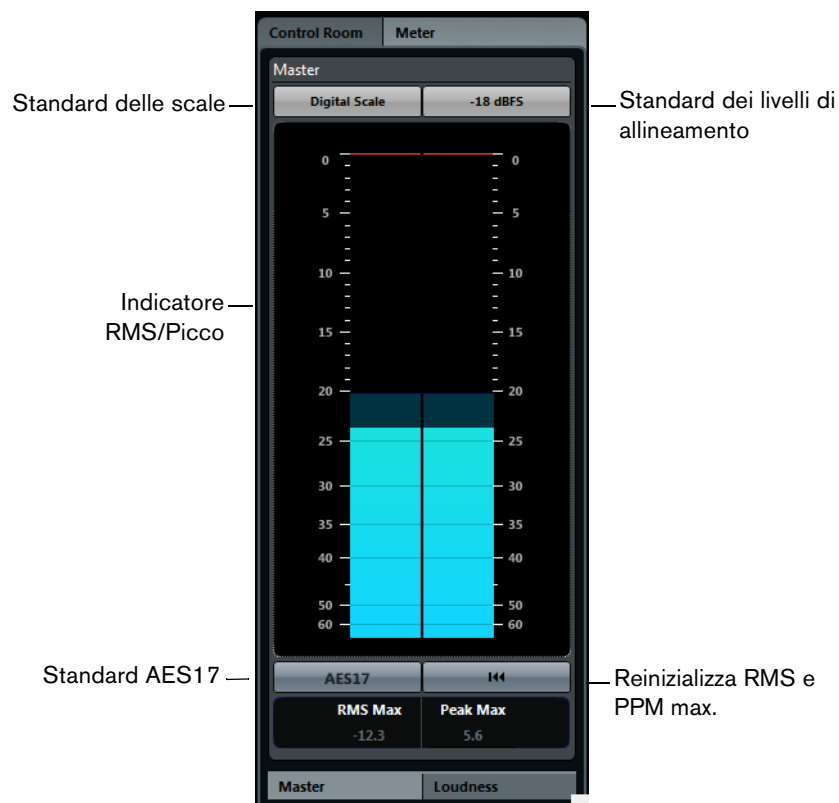 Control Room Meter
Master
Standard delle scale
Digital Scale -18 dBFS
Standard dei livelli di
allineamento
0 0
5 5
10 10
Indicatore
RMS/Picco
15 15
20 20
25 25
30 30
35 35
40 40
50 50
60 60
Standard AES17
AES17
Reinizializza RMS e
PPM max.
RMS Max Peak Max
-12.3 5.6
Master Loudness